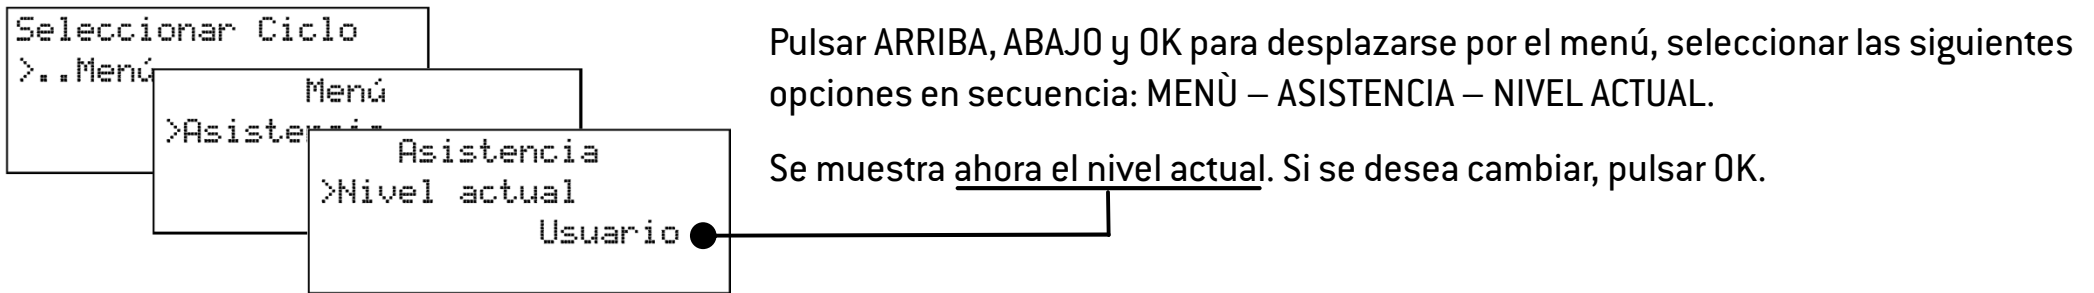 Seleccionar Ciclo
>..Menú
Menú
Asistencia
>Nivel actual
Usuario
Pulsar ARRIBA, ABAJO y OK para desplazarse por el menú, seleccionar las siguientes
opciones en secuencia: MENÙ – ASISTENCIA – NIVEL ACTUAL.
Se muestra ahora el nivel actual. Si se desea cambiar, pulsar OK.